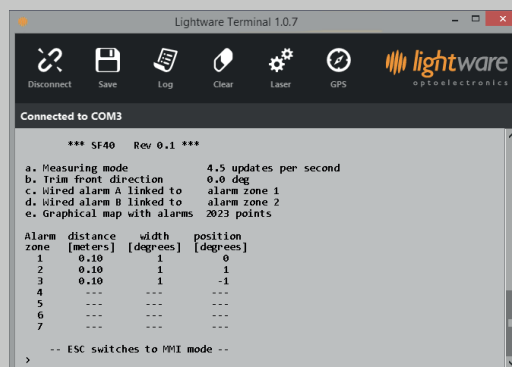 Lightware Terminal 1.0.7
Disconnect Save Log Clear Laser GPS
lightware
optoelectronics
Connected to COM3
*** SF40 Rev 0.1 ***
a. Measuring mode 4.5 updates per second
b. Trim front direction 0.0 deg
c. Wired alarm A linked to alarm zone 1
d. Wired alarm B linked to alarm zone 2
e. Graphical map with alarms 2023 points
Alarm distance width position
zone [meters] [degrees] [degrees]
1 0.10 1 0
2 0.10 1 1
3 0.10 1 -1
4 --- --- ---
5 --- --- ---
6 --- --- ---
7 --- --- ---
-- ESC switches to MMI mode --
>